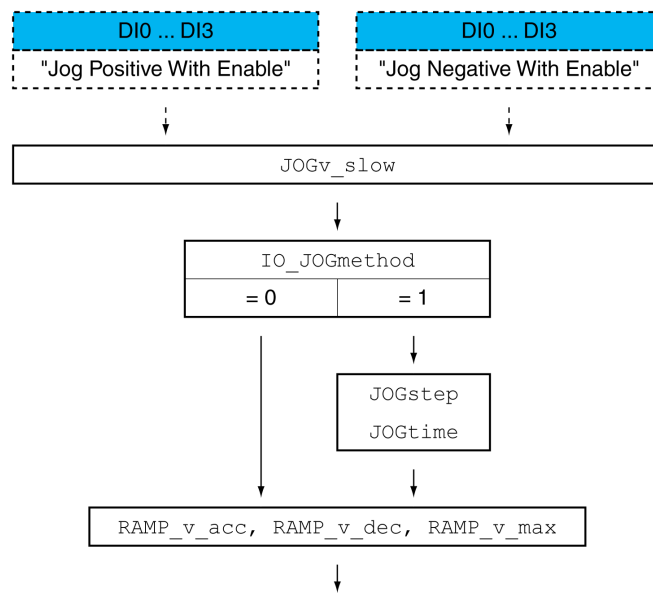 DI0 ... DI3
"Jog Positive With Enable"
DI0 ... DI3
"Jog Negative With Enable"
JOGv_slow
IO_JOGmethod
= 0
= 1
JOGstep
JOGtime
RAMP_v_acc, RAMP_v_dec, RAMP_v_max